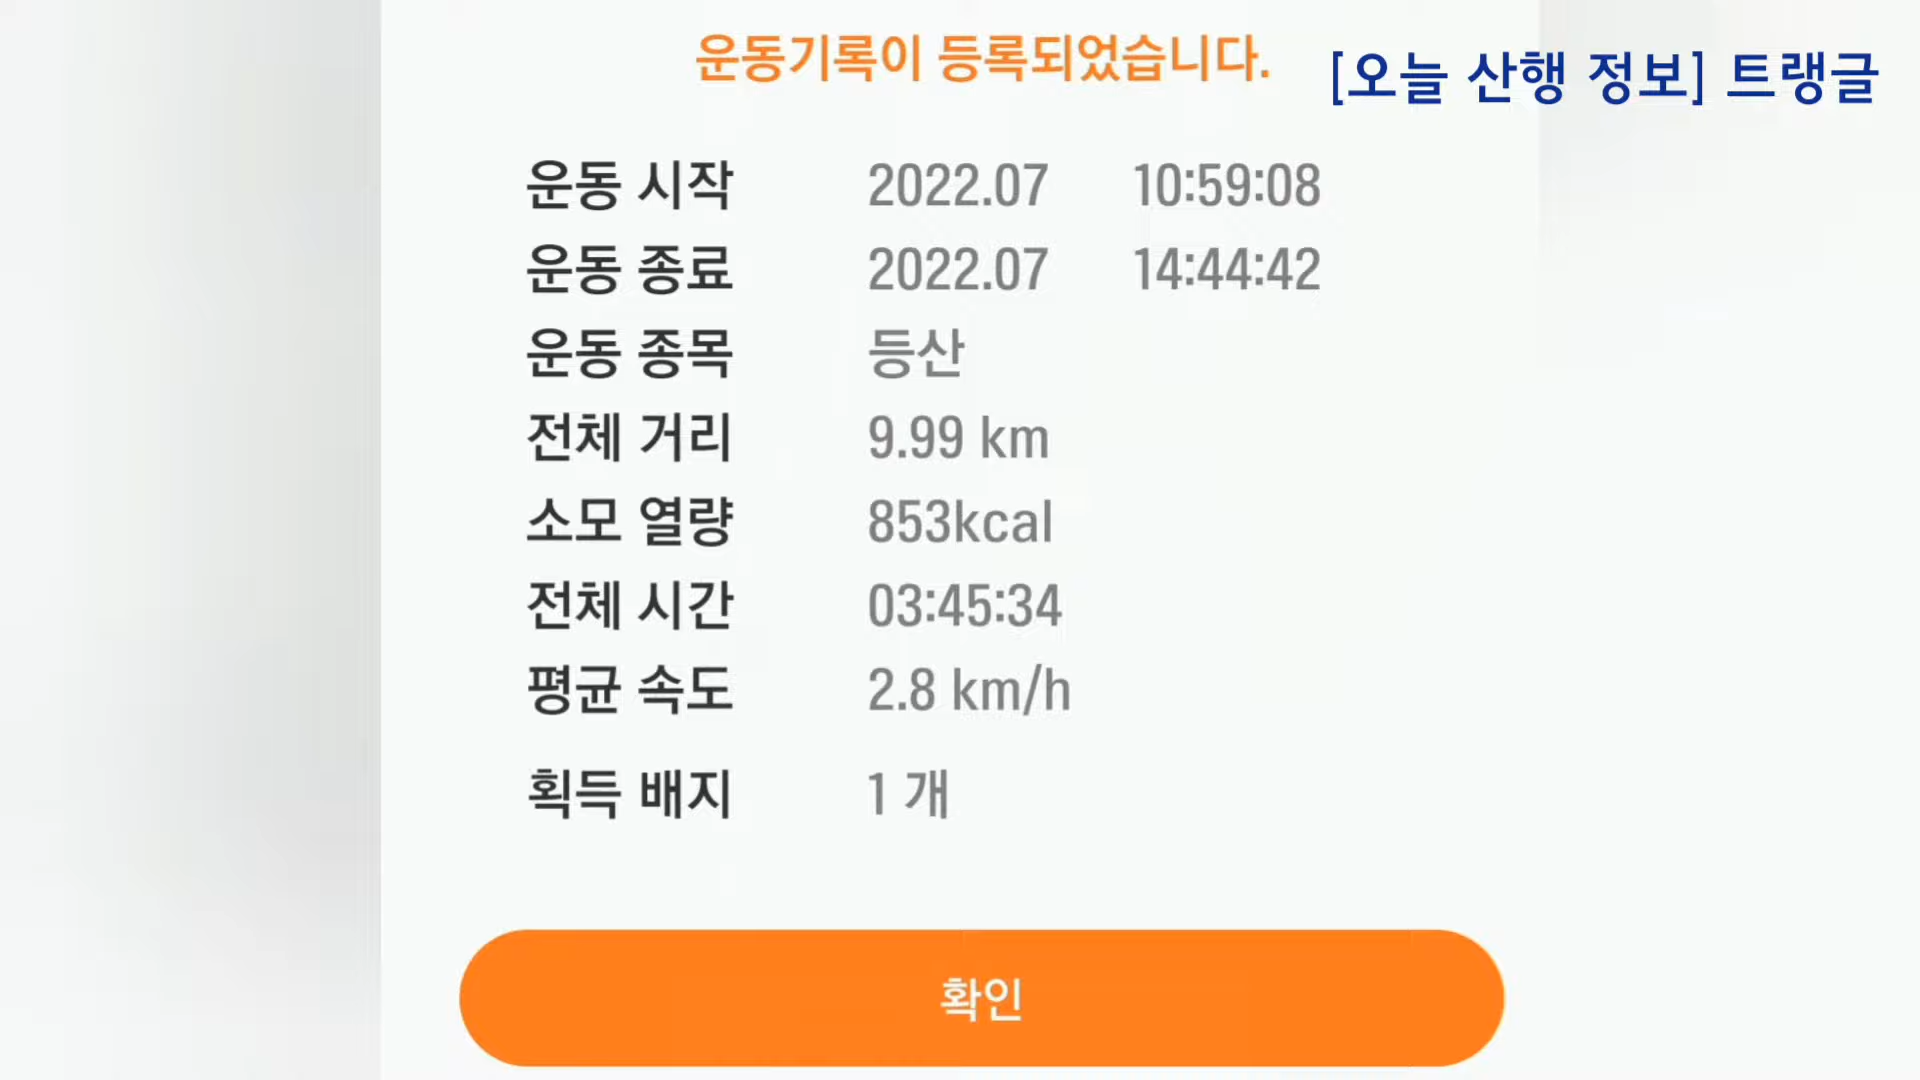 운동기록이 등록되었습니다.
[오늘 산행 정보] 트랭글
운동 시작 2022.07 10:59:08
운동 종료 2022.07 14:44:42
운동 종목 등산
전체 거리 9.99 km
소모 열량 853kcal
전체 시간 03:45:34
평균 속도 2.8 km/h
획득 배지 1 개
확인